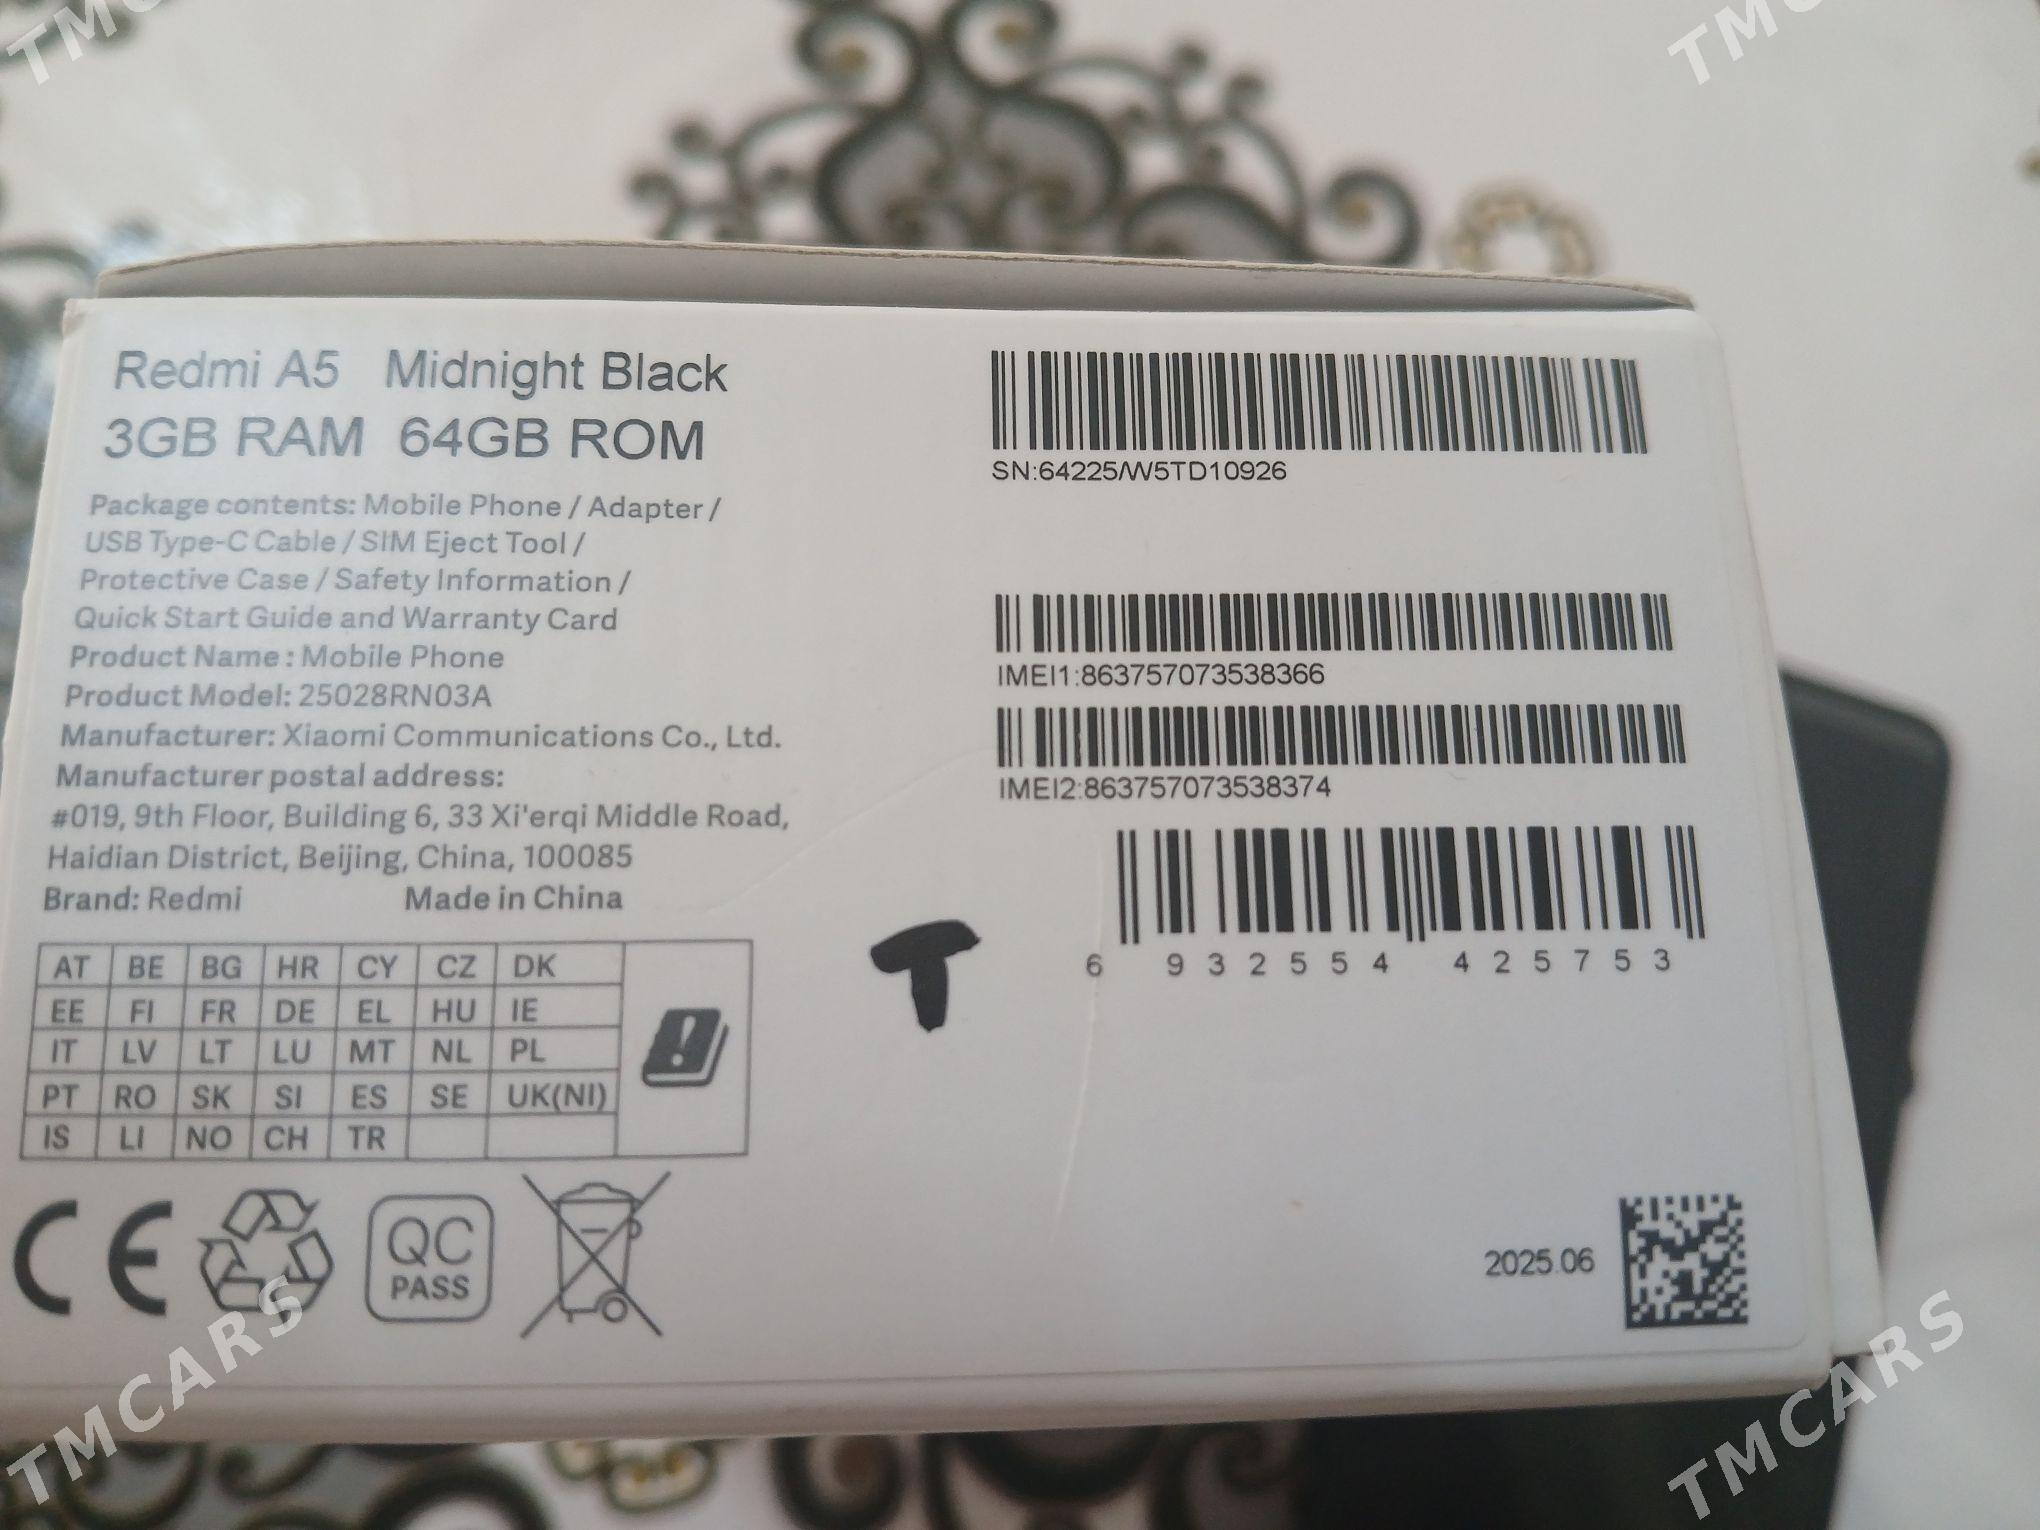 TMCARS
TMCARS
Redmi A5 Midnight Black
3GB RAM 64GB ROM
Package contents: Mobile Phone / Adapter /
USB Type-C Cable / SIM Eject Tool /
Protective Case / Safety Information /
Quick Start Guide and Warranty Card
Product Name: Mobile Phone
Product Model: 25028RN03A
Manufacturer: Xiaomi Communications Co., Ltd.
Manufacturer postal address:
#019, 9th Floor, Building 6, 33 Xi'erqi Middle Road,
Haidian District, Beijing, China, 100085
Brand: Redmi Made in China
AT BE BG HR CY CZ DK
EE FI FR DE EL HU IE
IT LV LT LU MT NL PL
PT RO SK SI ES SE UK(NI)
IS LI NO CH TR
CE
QC
PASS
SN:64225/W5TD10926
IMEI1:863757073538366
IMEI2:863757073538374
6 932554 425753
T
2025.06
TMCARS
TMCARS